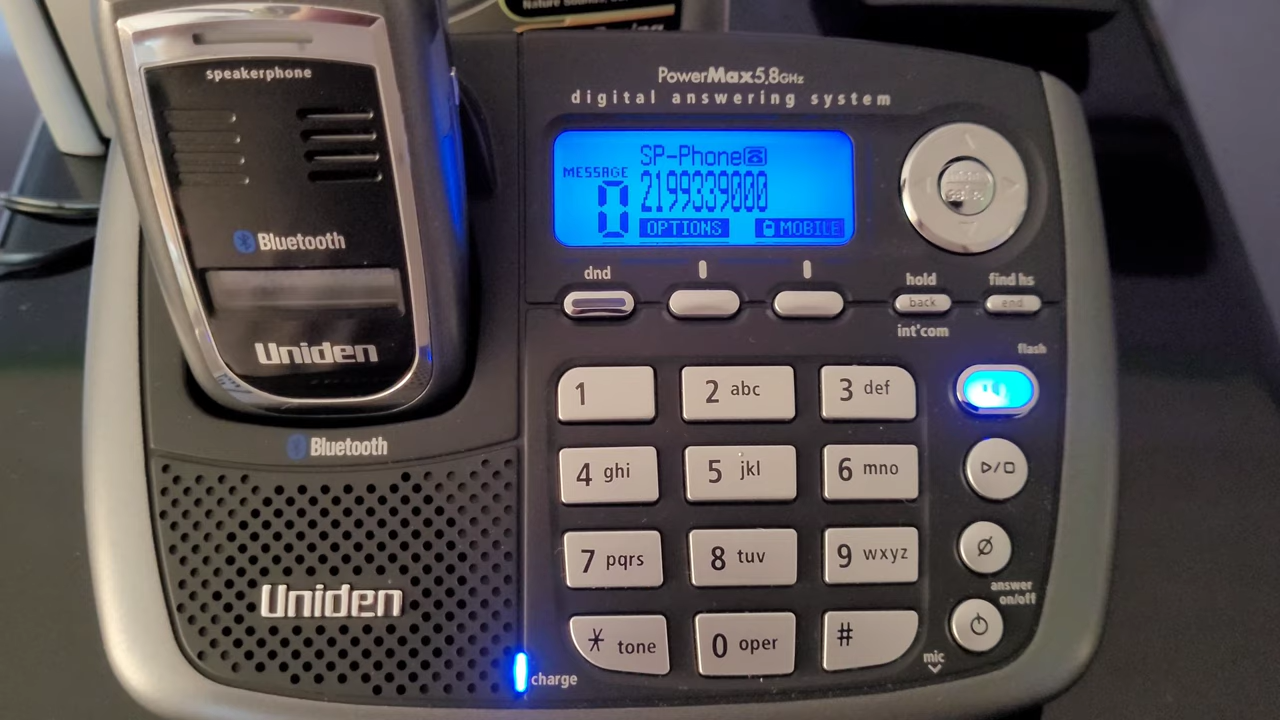 Nature Sounds,
speakerphone
Bluetooth
Uniden
Bluetooth
Uniden
charge
PowerMax5.8GHz
digital answering system
MESSAGE
0
SP-Phone
2199339000
OPTIONS
MOBILE
dnd
hold
back
int'com
find hs
end
flash
1
2 abc
3 def
4 ghi
5 jkl
6 mno
7 pqrs
8 tuv
9 wxyz
* tone
0 oper
#
answer
on/off
mic